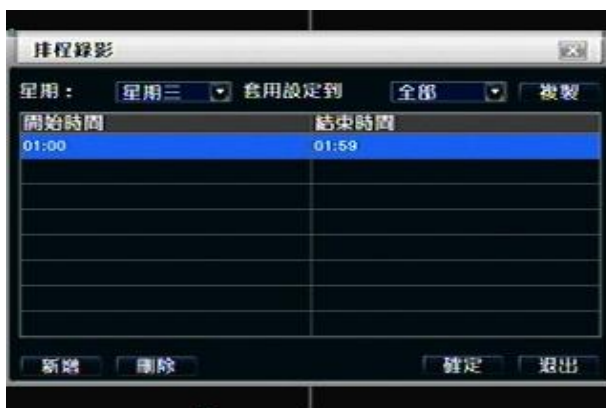 排程錄影
星期： 星期三 套用設定到 全部 複製
開始時間 結束時間
01:00 01:59
新增 刪除 確定 退出